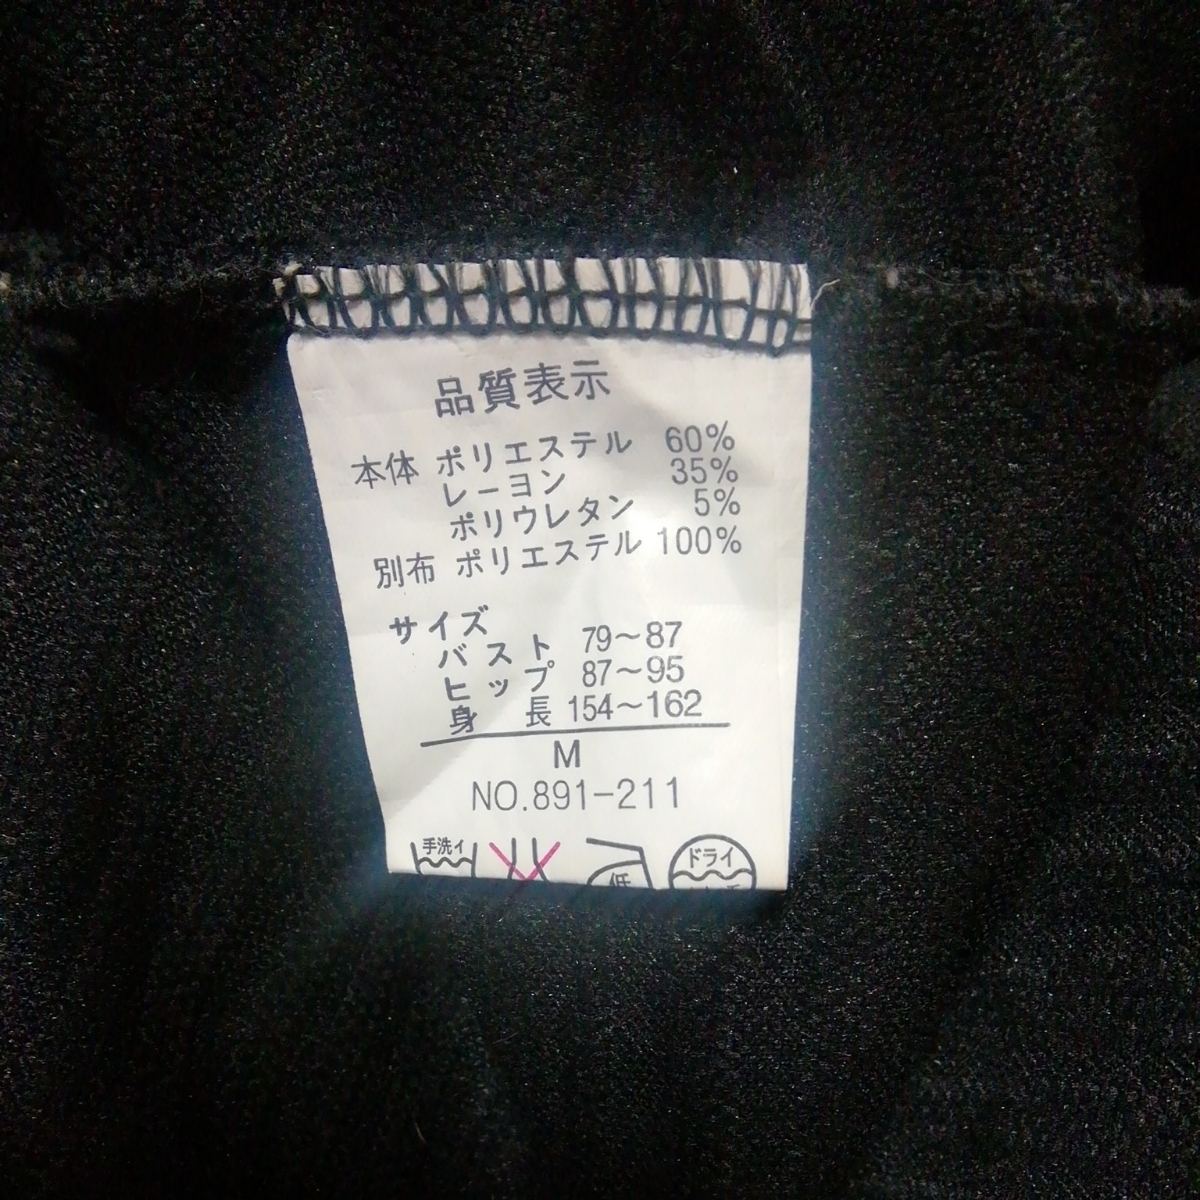 品質表示
本体 ポリエステル 60%
レーヨン 35%
ポリウレタン 5%
別布 ポリエステル 100%
サイズ
バスト 79～87
ヒップ 87～95
身長 154～162
M
NO.891-211
手洗イ 低 ドライ